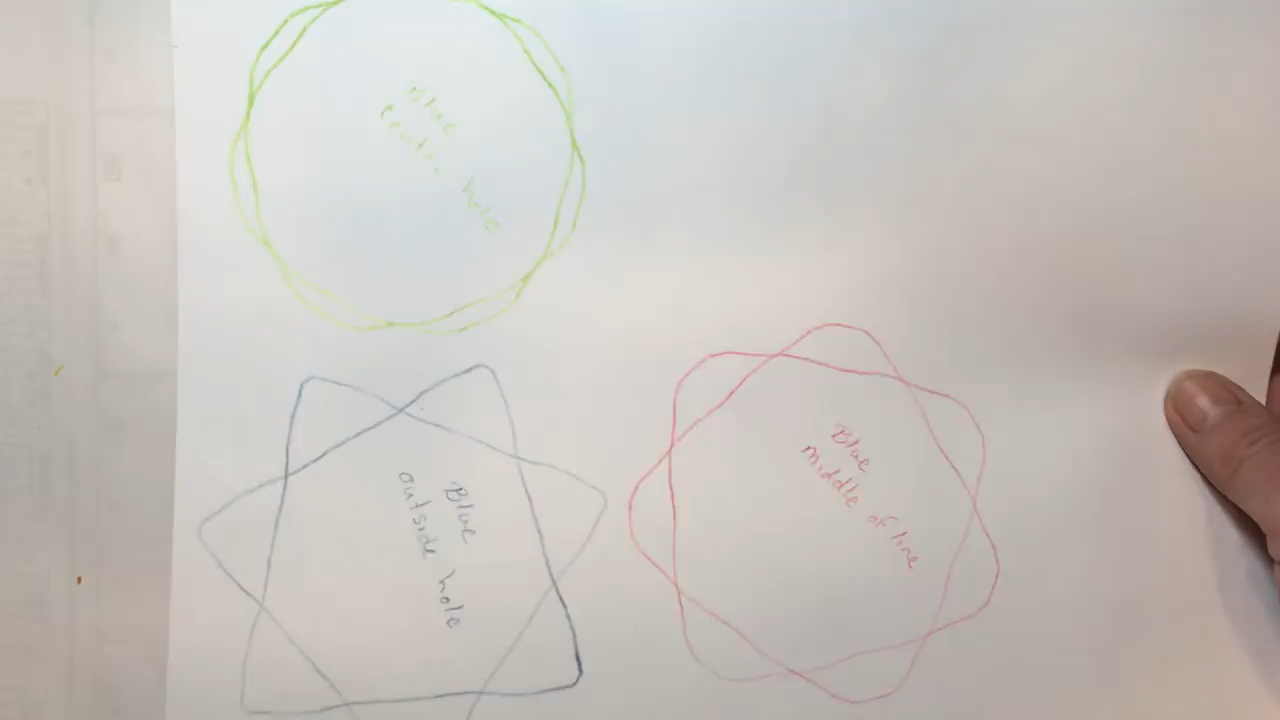 Blue
center hole
Blue
outside hole
Blue
middle of line